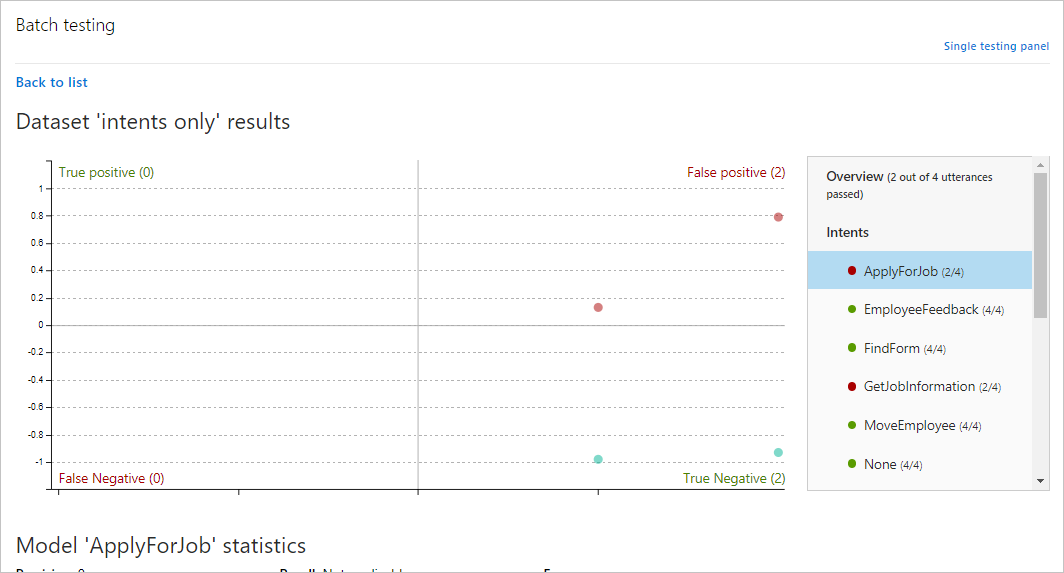 Batch testing
Single testing panel
Back to list
Dataset 'intents only' results
True positive (0)
False positive (2)
1
0.8
0.6
0.4
0.2
0
-0.2
-0.4
-0.6
-0.8
-1
False Negative (0)
True Negative (2)
Overview (2 out of 4 utterances
passed)
Intents
ApplyForJob (2/4)
EmployeeFeedback (4/4)
FindForm (4/4)
GetJobInformation (2/4)
MoveEmployee (4/4)
None (4/4)
Model 'ApplyForJob' statistics